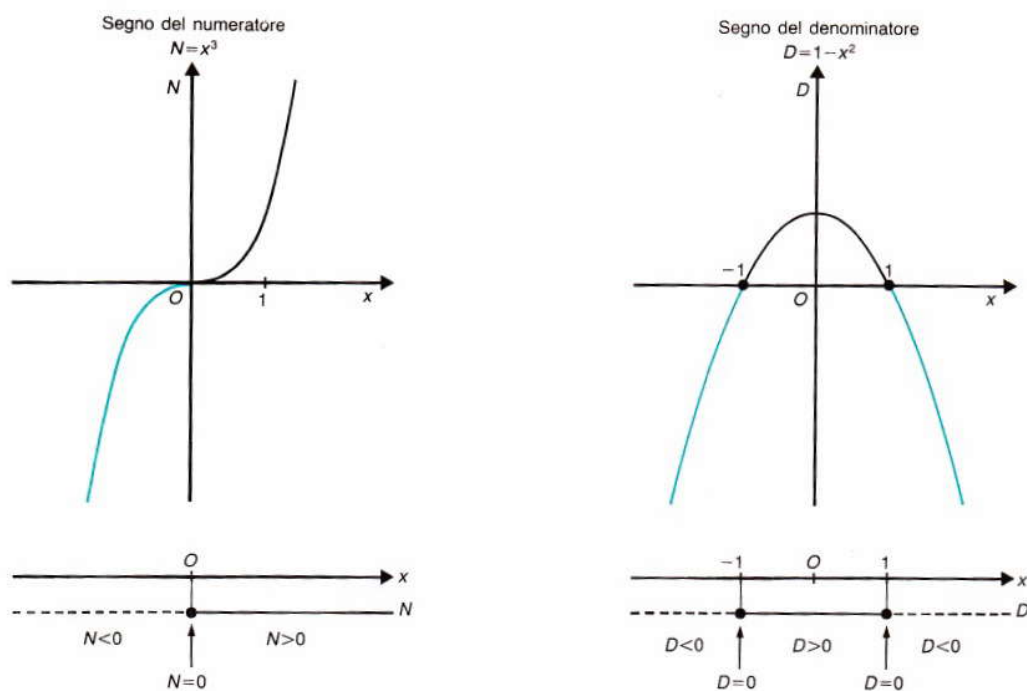 Segno del numeratore
N=x³
N
O
1
x
O
x
N
N<0
N>0
N=0
Segno del denominatore
D=1−x²
D
−1
1
O
x
−1
O
1
x
D
D<0
D>0
D<0
D=0
D=0